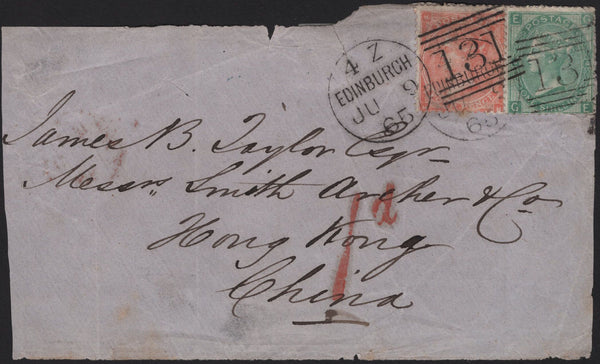 4 Z
EDINBURGH
JU 9
65
131
EDINBURGH
65
131
E
POSTAGE
G
James B. Taylor Esqr
Messrs Smith Archer & Co
Hong Kong
China
1d